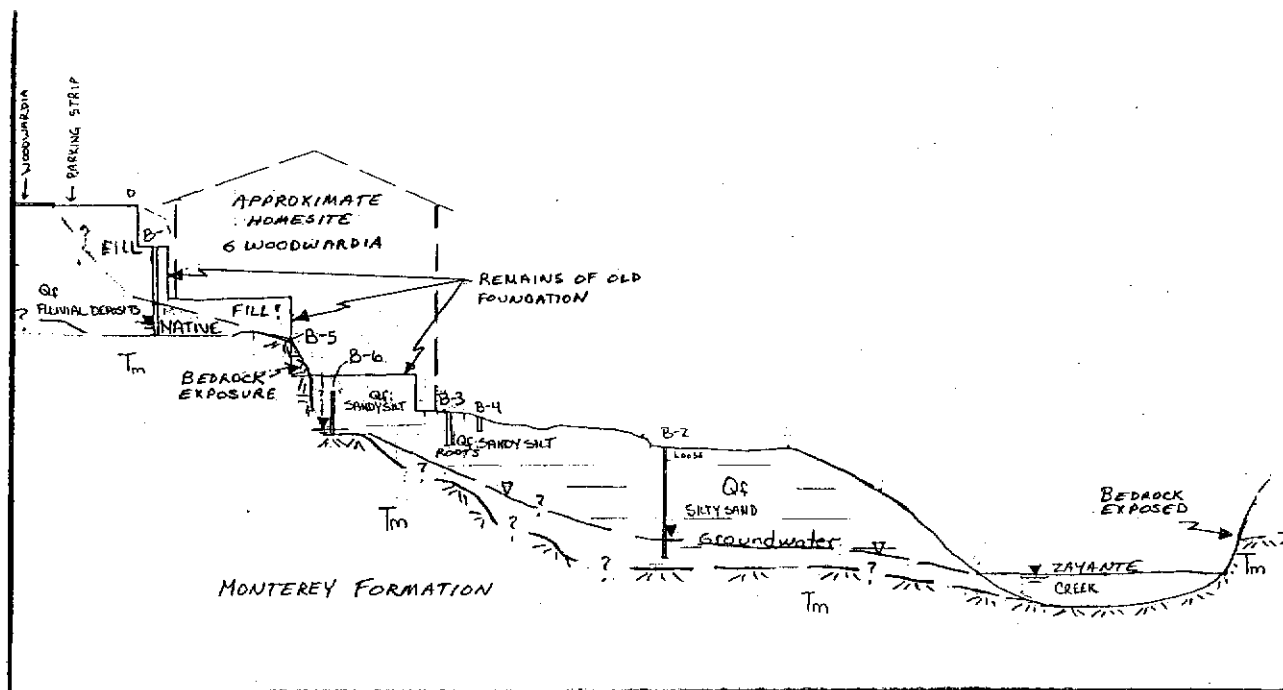 WOODWARDIA
PARKING STRIP
APPROXIMATE
HOMESITE
6 WOODWARDIA
B-
?
FILL
REMAINS OF OLD
FOUNDATION
Qf
FLUVIAL DEPOSITS
?
NATIVE
FILL?
B-5
Tm
B-6
BEDROCK
EXPOSURE
?
Qf
SANDY SILT
B-3
B-4
Qf SANDY SILT
ROOTS
B-2
LOOSE
Qf
SILTY SAND
BEDROCK
EXPOSED
?
?
?
?
Tm
Groundwater
?
?
ZAYANTE
CREEK
Tm
MONTEREY FORMATION
Tm